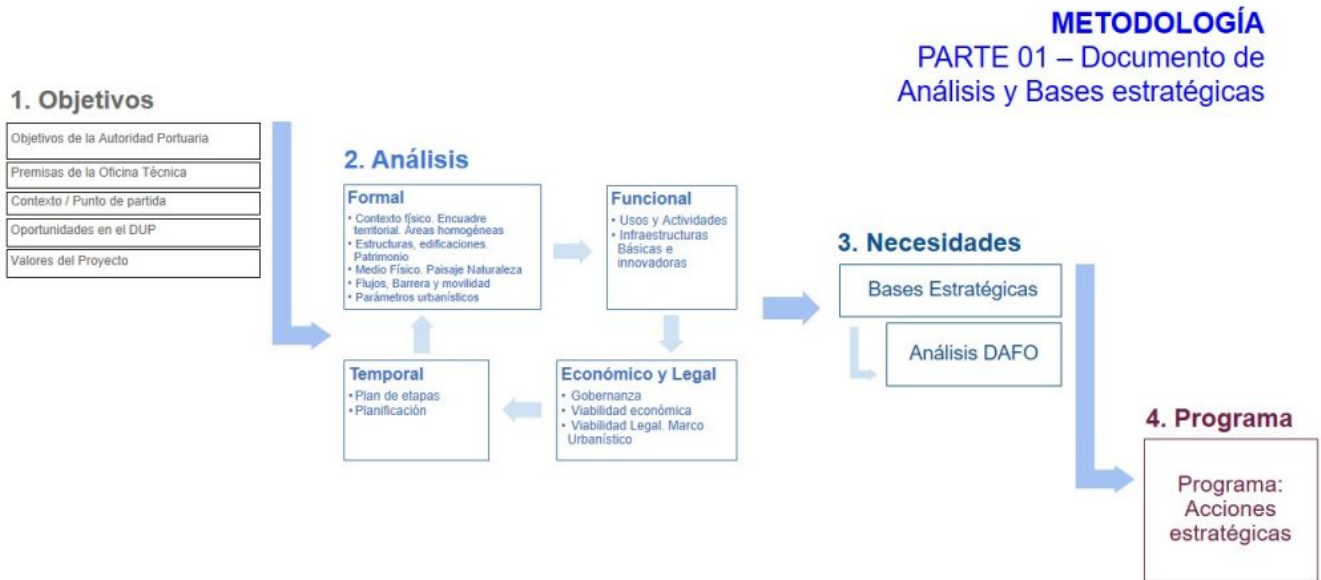 METODOLOGÍA
PARTE 01 – Documento de
Análisis y Bases estratégicas
1. Objetivos
Objetivos de la Autoridad Portuaria
Premisas de la Oficina Técnica
Contexto / Punto de partida
Oportunidades en el DUP
Valores del Proyecto
2. Análisis
Formal
• Contexto físico. Encuadre
territorial. Áreas homogéneas
• Estructuras, edificaciones.
Patrimonio
• Medio Físico. Paisaje Naturaleza
• Flujos, Barrera y movilidad
• Parámetros urbanísticos
Funcional
• Usos y Actividades
• Infraestructuras
Básicas e
innovadoras
Temporal
• Plan de etapas
• Planificación
Económico y Legal
• Gobernanza
• Viabilidad económica
• Viabilidad Legal. Marco
Urbanístico
3. Necesidades
Bases Estratégicas
Análisis DAFO
4. Programa
Programa:
Acciones
estratégicas